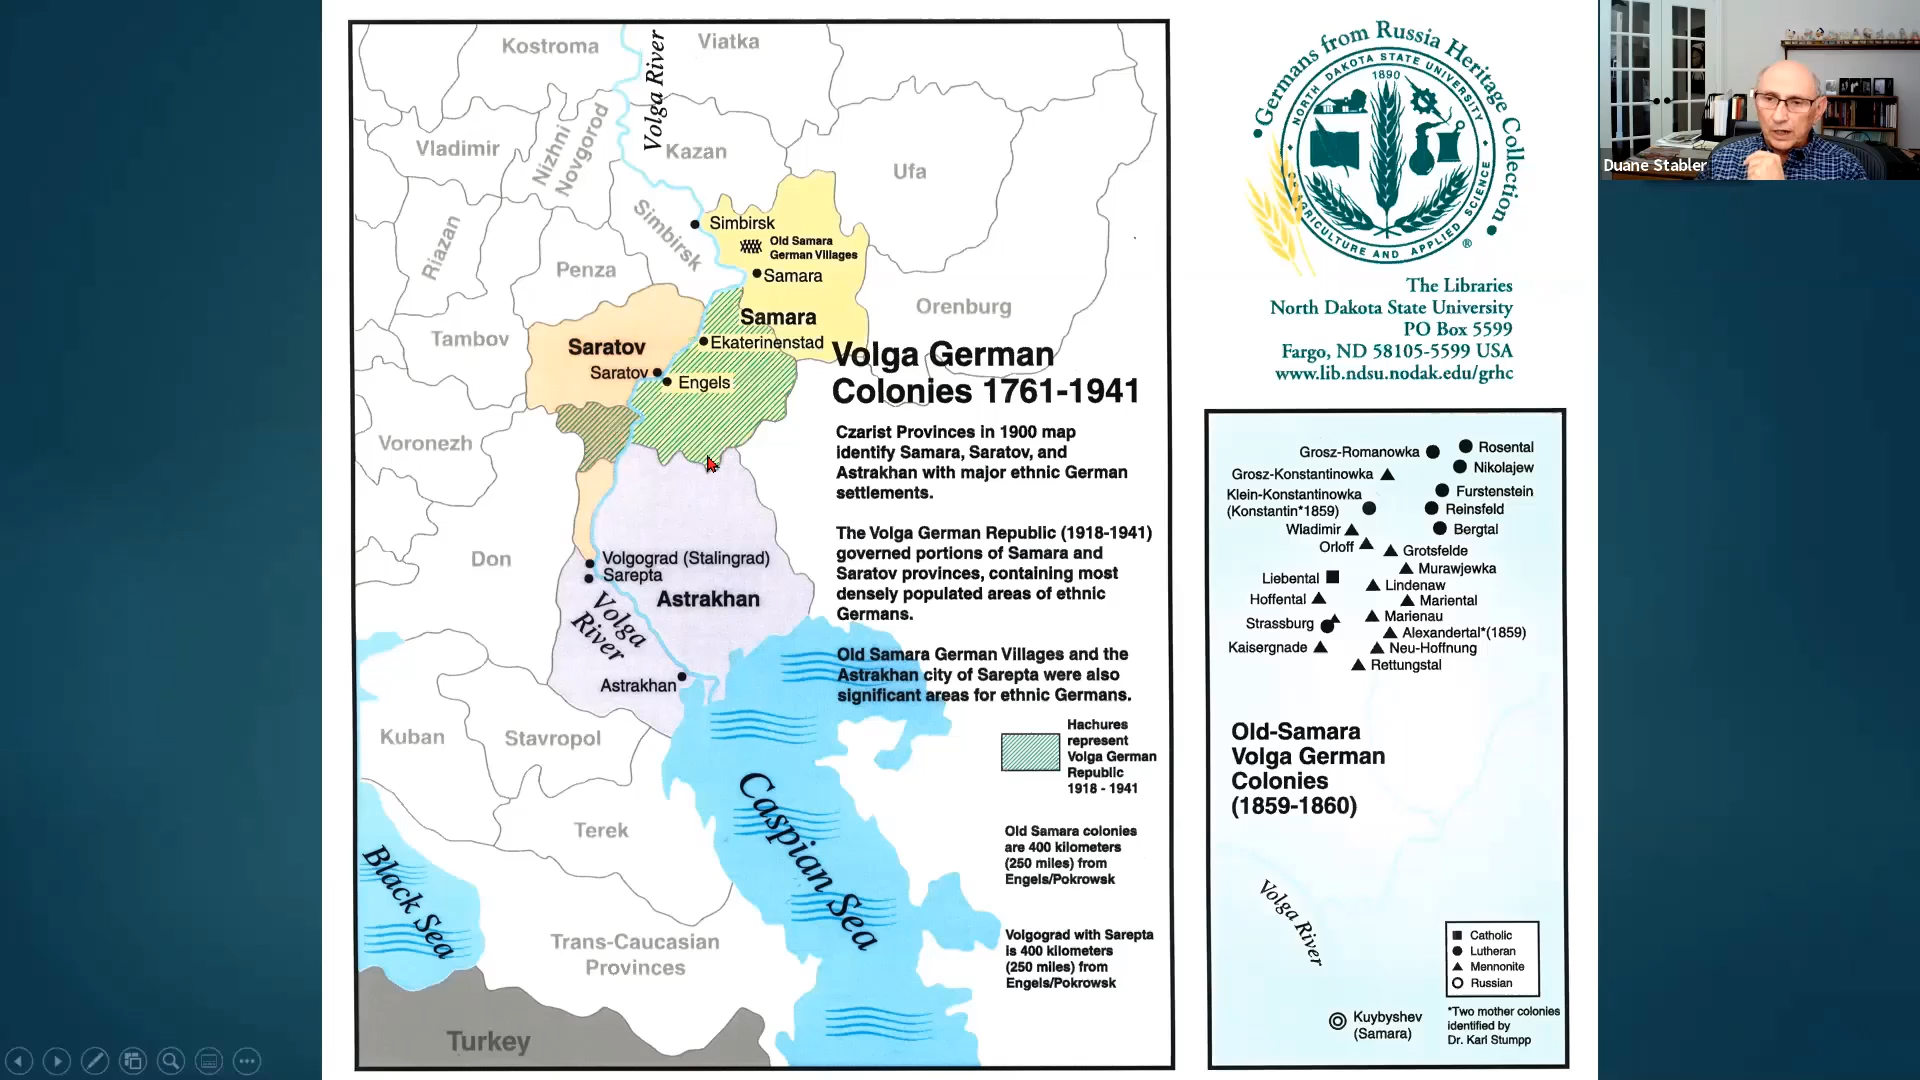 Kostroma
Viatka
Volga River
Vladimir
Nizhni
Novgorod
Kazan
Ufa
Riazan
Simbirsk
Simbirsk
Old Samara
German Villages
Penza
Samara
Orenburg
Samara
Tambov
Saratov
Ekaterinenstad
Saratov
Engels
Volga German
Colonies 1761-1941
Voronezh
Czarist Provinces in 1900 map
identify Samara, Saratov, and
Astrakhan with major ethnic German
settlements.
The Volga German Republic (1918-1941)
governed portions of Samara and
Saratov provinces, containing most
densely populated areas of ethnic
Germans.
Don
Volgograd (Stalingrad)
Sarepta
Astrakhan
Volga
River
Old Samara German Villages and the
Astrakhan city of Sarepta were also
significant areas for ethnic Germans.
Astrakhan
Kuban
Stavropol
Hachures
represent
Volga German
Republic
1918 - 1941
Caspian Sea
Terek
Old Samara colonies
are 400 kilometers
(250 miles) from
Engels/Pokrowsk
Black Sea
Trans-Caucasian
Provinces
Volgograd with Sarepta
is 400 kilometers
(250 miles) from
Engels/Pokrowsk
Turkey
• Germans from Russia Heritage Collection •
NORTH DAKOTA STATE UNIVERSITY
1890
OF AGRICULTURE AND APPLIED SCIENCE
®
The Libraries
North Dakota State University
PO Box 5599
Fargo, ND 58105-5599 USA
www.lib.ndsu.nodak.edu/grhc
Grosz-Romanowka
Rosental
Nikolajew
Grosz-Konstantinowka
Klein-Konstantinowka
(Konstantin*1859)
Furstenstein
Reinsfeld
Wladimir
Bergtal
Orloff
Grotsfelde
Murawjewka
Liebental
Lindenaw
Hoffental
Mariental
Marienau
Strassburg
Alexandertal*(1859)
Kaisergnade
Neu-Hoffnung
Rettungstal
Old-Samara
Volga German
Colonies
(1859-1860)
Volga River
Catholic
Lutheran
Mennonite
Russian
Kuybyshev
(Samara)
*Two mother colonies
identified by
Dr. Karl Stumpp
Duane Stabler